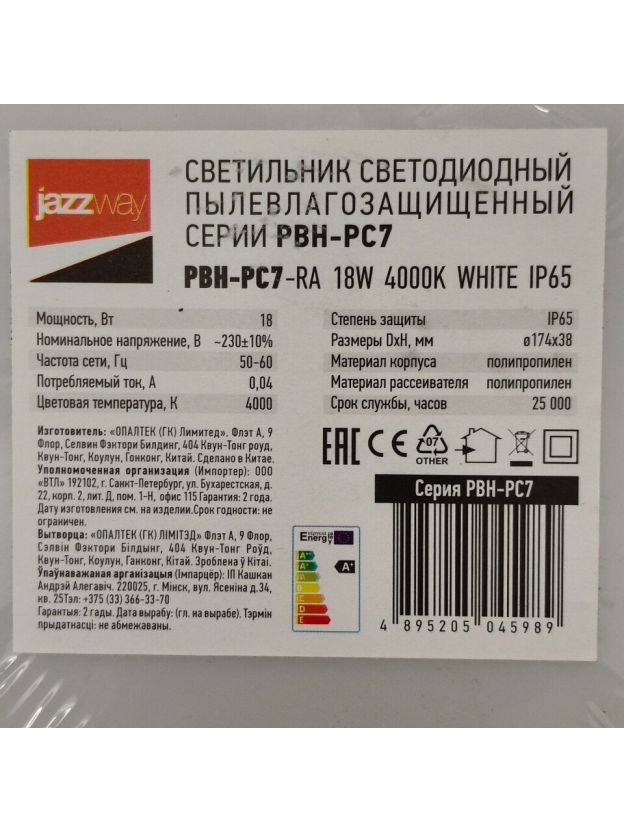 jazzway
СВЕТИЛЬНИК СВЕТОДИОДНЫЙ
ПЫЛЕВЛАГОЗАЩИЩЕННЫЙ
СЕРИИ PBH-PC7
PBH-PC7-RA 18W 4000K WHITE IP65
Мощность, Вт 18
Номинальное напряжение, В ~230±10%
Частота сети, Гц 50-60
Потребляемый ток, А 0,04
Цветовая температура, К 4000
Степень защиты IP65
Размеры DxH, мм ø174x38
Материал корпуса полипропилен
Материал рассеивателя полипропилен
Срок службы, часов 25 000
Изготовитель: «ОПАЛТЕК (ГК) Лимитед». Флэт А, 9
Флор, Селвин Фэктори Билдинг, 404 Квун-Тонг роуд,
Квун-Тонг, Коулун, Гонконг, Китай. Сделано в Китае.
Уполномоченная организация (Импортер): ООО
«ВТЛ» 192102, г. Санкт-Петербург, ул. Бухарестская, д.
22, корп. 2, лит. Д, пом. 1-Н, офис 115 Гарантия: 2 года.
Дату изготовления см. на изделии.Срок годности: не
ограничен.
Вытворца: «ОПАЛТЕК (ГК) ЛІМІТЭД» Флэт А, 9 Флор,
Сэлвін Фэктары Білдынг, 404 Квун-Тонг Роўд,
Квун-Тонг, Коулун, Гонконг, Кітай. Зроблена ў Кітаі.
Упаўнаважаная арганізацыя (Імпарцёр): ІП Кашкан
Андрэй Алегавіч. 220025, г. Мінск, вул. Ясеніна д.34,
кв. 25Тэл: +375 (33) 366-33-70
Гарантыя: 2 гады. Дата вырабу: (гл. на вырабе). Тэрмін
прыдатнасці: не абмежаваны.
EAC CE 07
OTHER
Серия PBH-PC7
Energy
A++
A+
A
B
C
D
E
A+
4 895205 045989